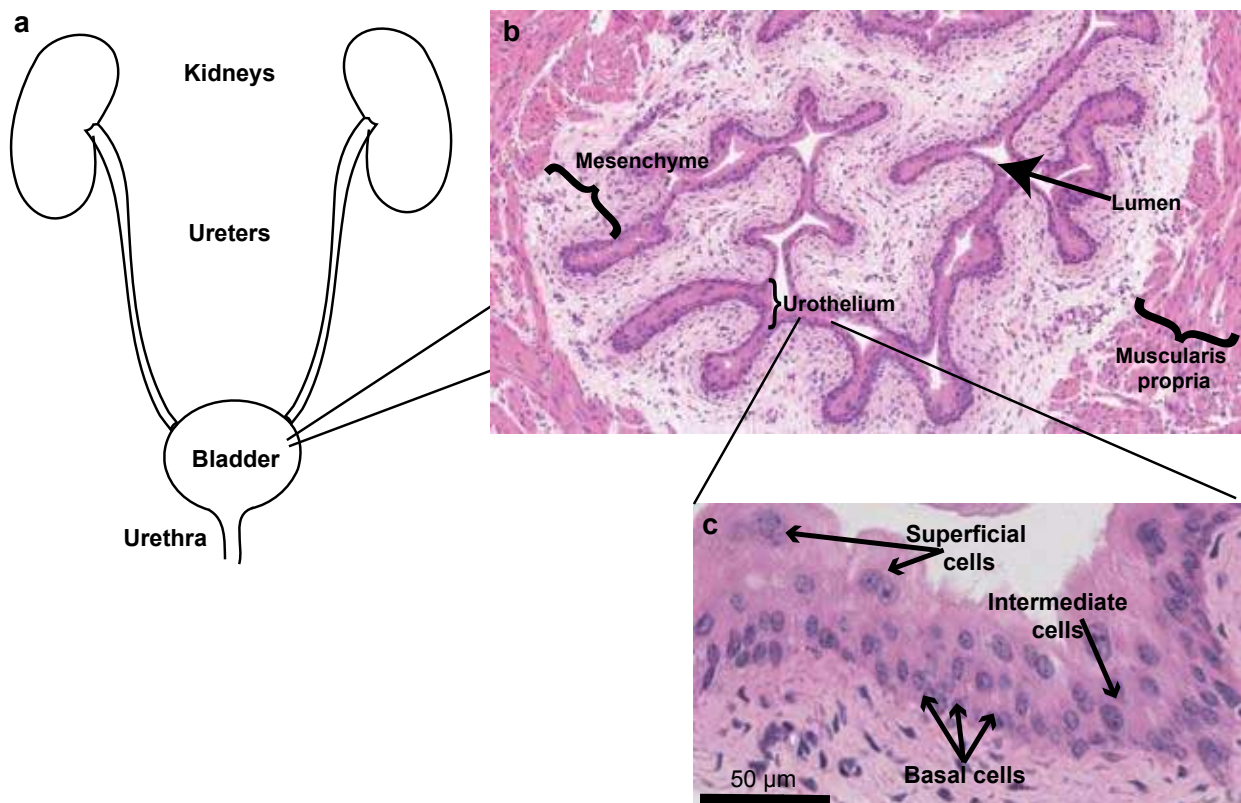 a
Kidneys
Ureters
Bladder
Urethra
b
Mesenchyme
Lumen
Urothelium
Muscularis
propria
c
Superficial
cells
Intermediate
cells
Basal cells
50 µm